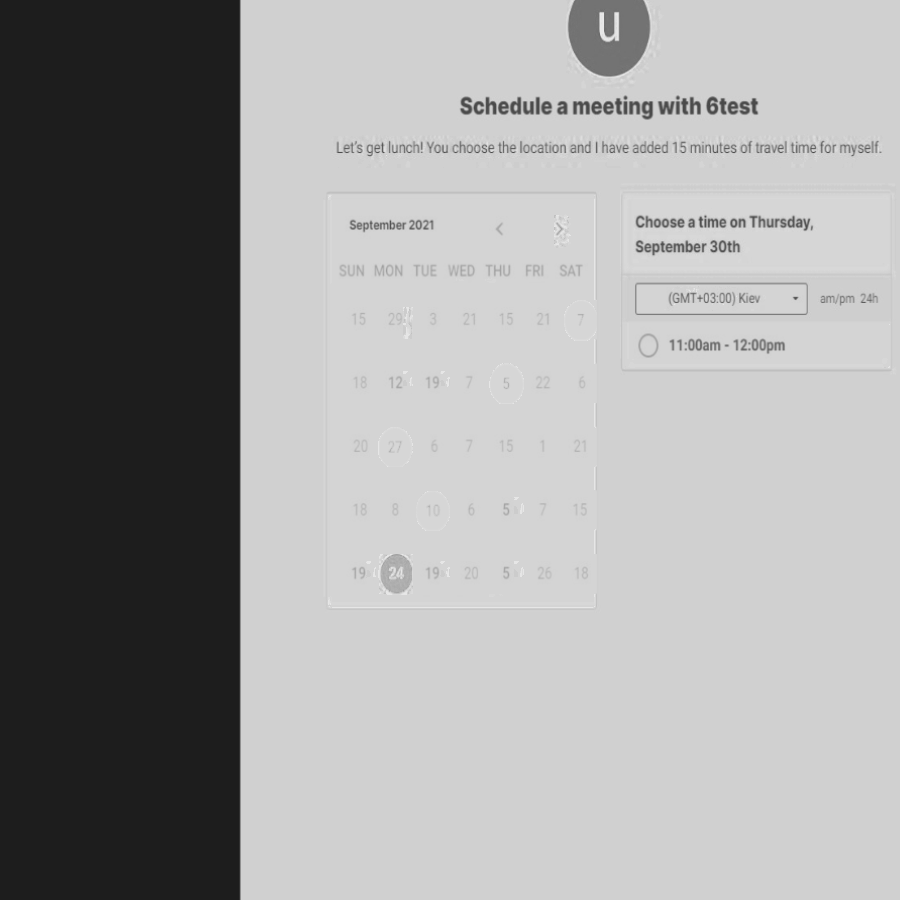 u
Schedule a meeting with 6test
Let's get lunch! You choose the location and I have added 15 minutes of travel time for myself.
September 2021
SUN MON TUE WED THU FRI SAT
15 29 3 21 15 21 7
18 12 19 7 5 22 6
20 27 6 7 15 1 21
18 8 10 6 5 7 15
19 24 19 20 5 26 18
Choose a time on Thursday,
September 30th
(GMT+03:00) Kiev am/pm 24h
11:00am - 12:00pm